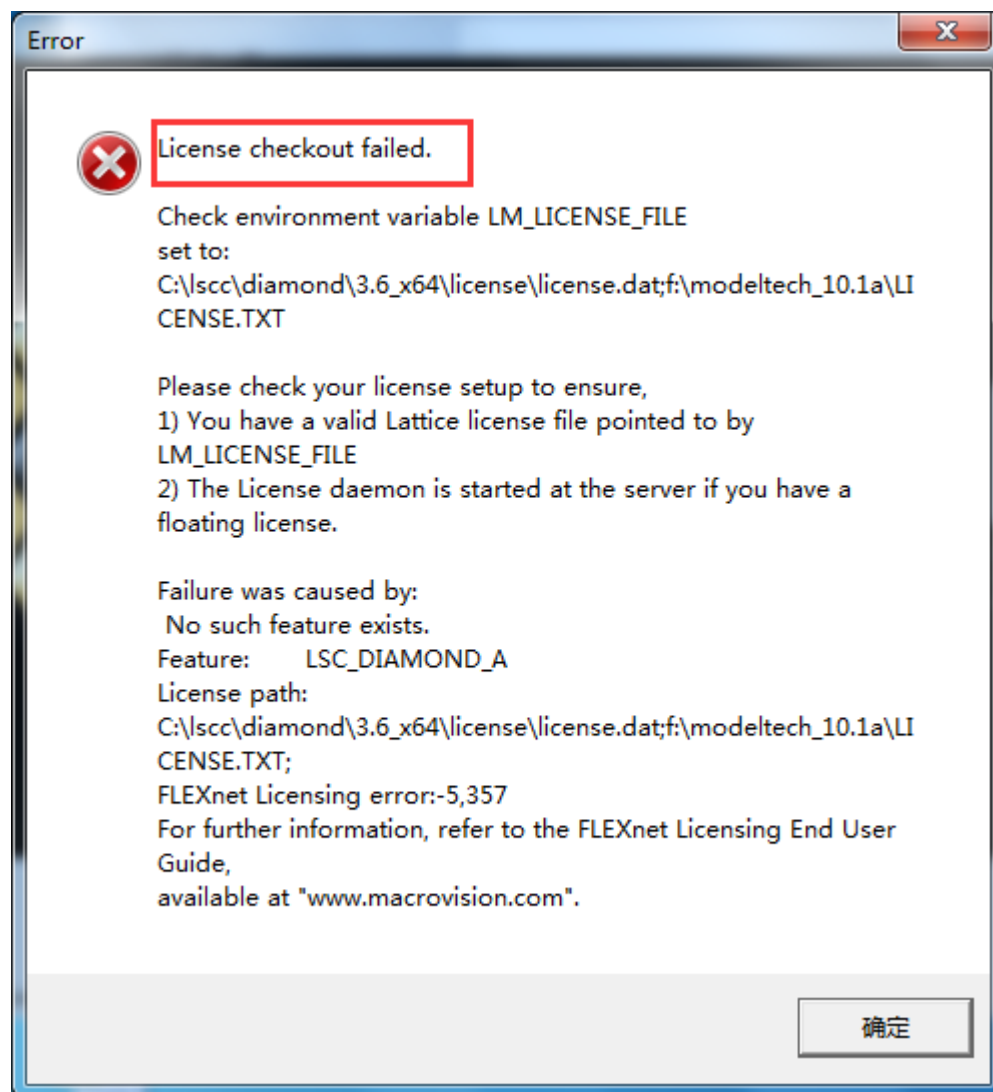 Error
License checkout failed.
Check environment variable LM_LICENSE_FILE
set to:
C:\lscc\diamond\3.6_x64\license\license.dat;f:\modeltech_10.1a\LI
CENSE.TXT
Please check your license setup to ensure,
1) You have a valid Lattice license file pointed to by
LM_LICENSE_FILE
2) The License daemon is started at the server if you have a
floating license.
Failure was caused by:
No such feature exists.
Feature: LSC_DIAMOND_A
License path:
C:\lscc\diamond\3.6_x64\license\license.dat;f:\modeltech_10.1a\LI
CENSE.TXT;
FLEXnet Licensing error:-5,357
For further information, refer to the FLEXnet Licensing End User
Guide,
available at "www.macrovision.com".
确定